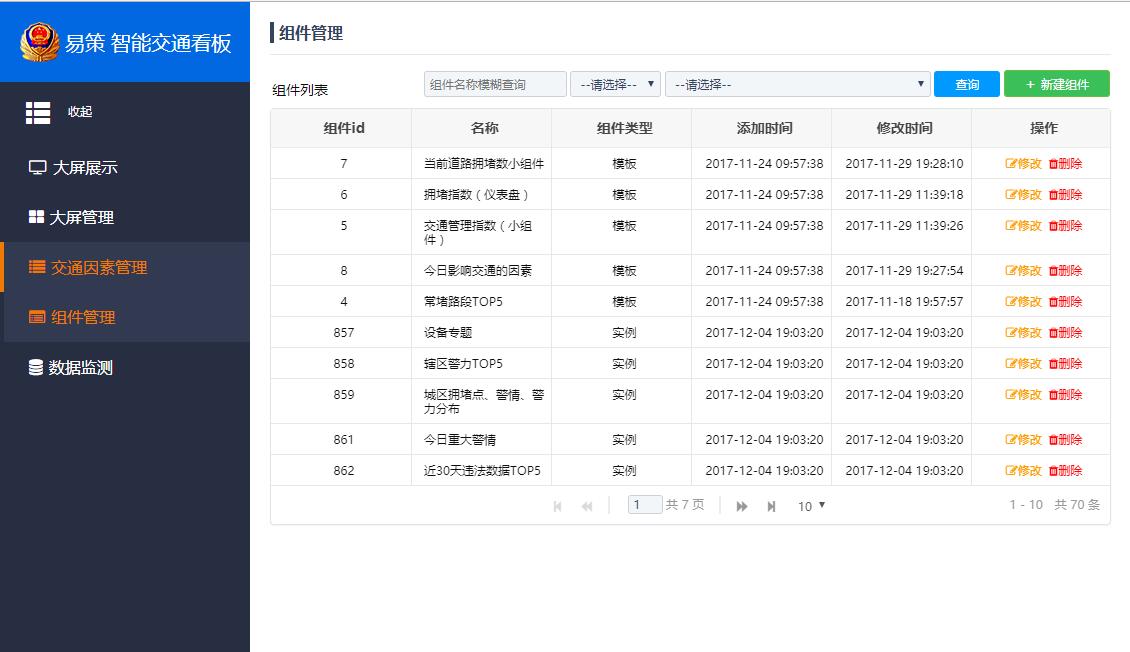 易策 智能交通看板
收起
大屏展示
大屏管理
交通因素管理
组件管理
数据监测
组件管理
组件列表
组件名称模糊查询
--请选择--
--请选择--
查询
+ 新建组件
组件id 名称 组件类型 添加时间 修改时间 操作
7 当前道路拥堵数小组件 模板 2017-11-24 09:57:38 2017-11-29 19:28:10 修改 删除
6 拥堵指数（仪表盘） 模板 2017-11-24 09:57:38 2017-11-29 11:39:18 修改 删除
5 交通管理指数（小组 模板 2017-11-24 09:57:38 2017-11-29 11:39:26 修改 删除
件）
8 今日影响交通的因素 模板 2017-11-24 09:57:38 2017-11-29 19:27:54 修改 删除
4 常堵路段TOP5 模板 2017-11-24 09:57:38 2017-11-18 19:57:57 修改 删除
857 设备专题 实例 2017-12-04 19:03:20 2017-12-04 19:03:20 修改 删除
858 辖区警力TOP5 实例 2017-12-04 19:03:20 2017-12-04 19:03:20 修改 删除
859 城区拥堵点、警情、警 实例 2017-12-04 19:03:20 2017-12-04 19:03:20 修改 删除
力分布
861 今日重大警情 实例 2017-12-04 19:03:20 2017-12-04 19:03:20 修改 删除
862 近30天违法数据TOP5 实例 2017-12-04 19:03:20 2017-12-04 19:03:20 修改 删除
1 共 7 页 10 1 - 10 共 70 条